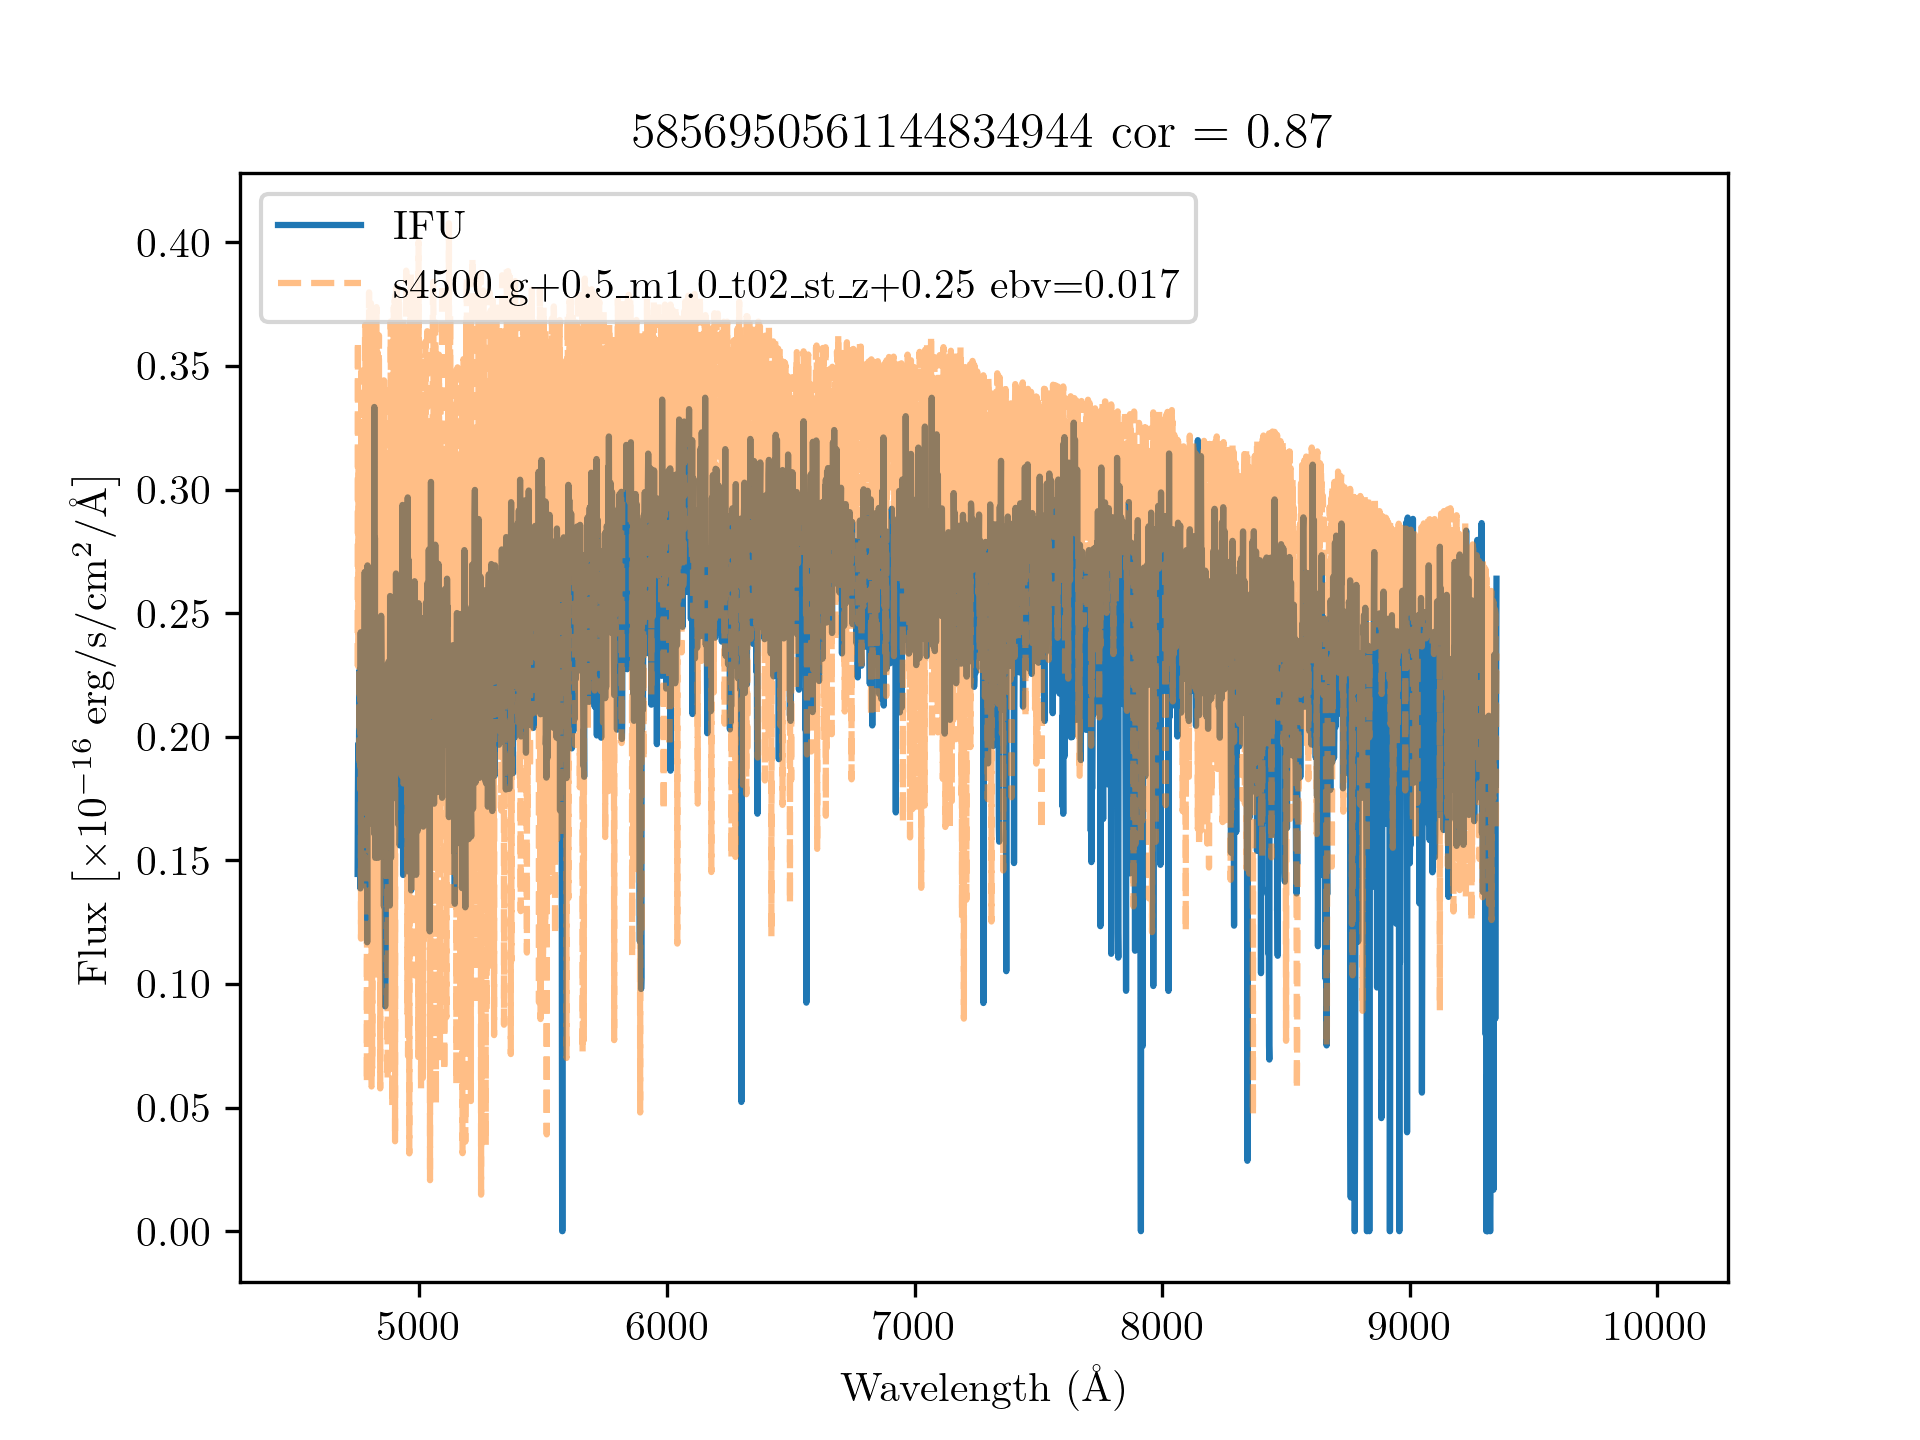 5856950561144834944 cor = 0.87
IFU
s4500_g+0.5_m1.0_t02_st_z+0.25 ebv=0.017
0.40
0.35
0.30
0.25
0.20
0.15
0.10
0.05
0.00
Flux [×10⁻¹⁶ erg/s/cm²/Å]
5000 6000 7000 8000 9000 10000
Wavelength (Å)